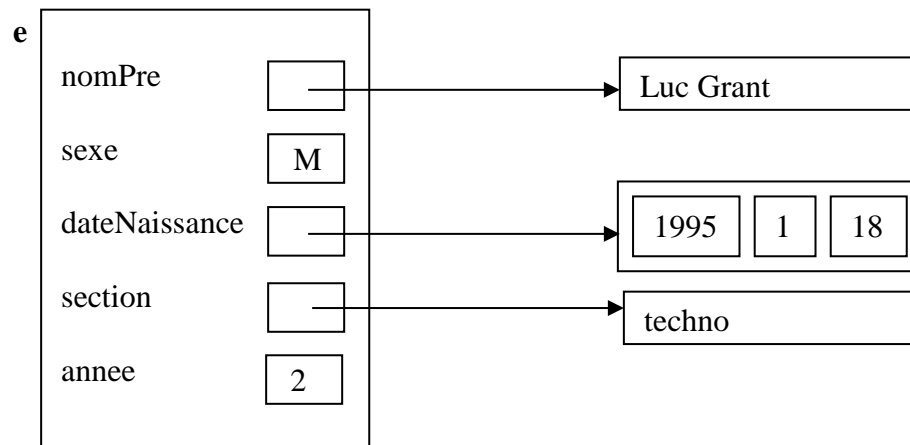 e
nomPre Luc Grant
sexe M
dateNaissance 1995 1 18
section techno
annee 2